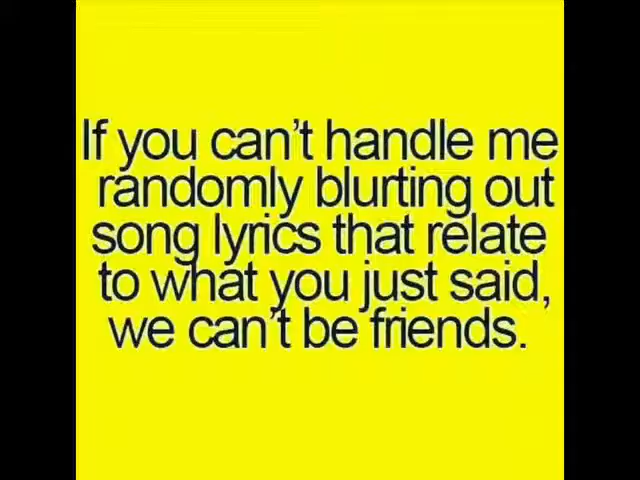 If you can't handle me
randomly blurting out
song lyrics that relate
to what you just said,
we can't be friends.